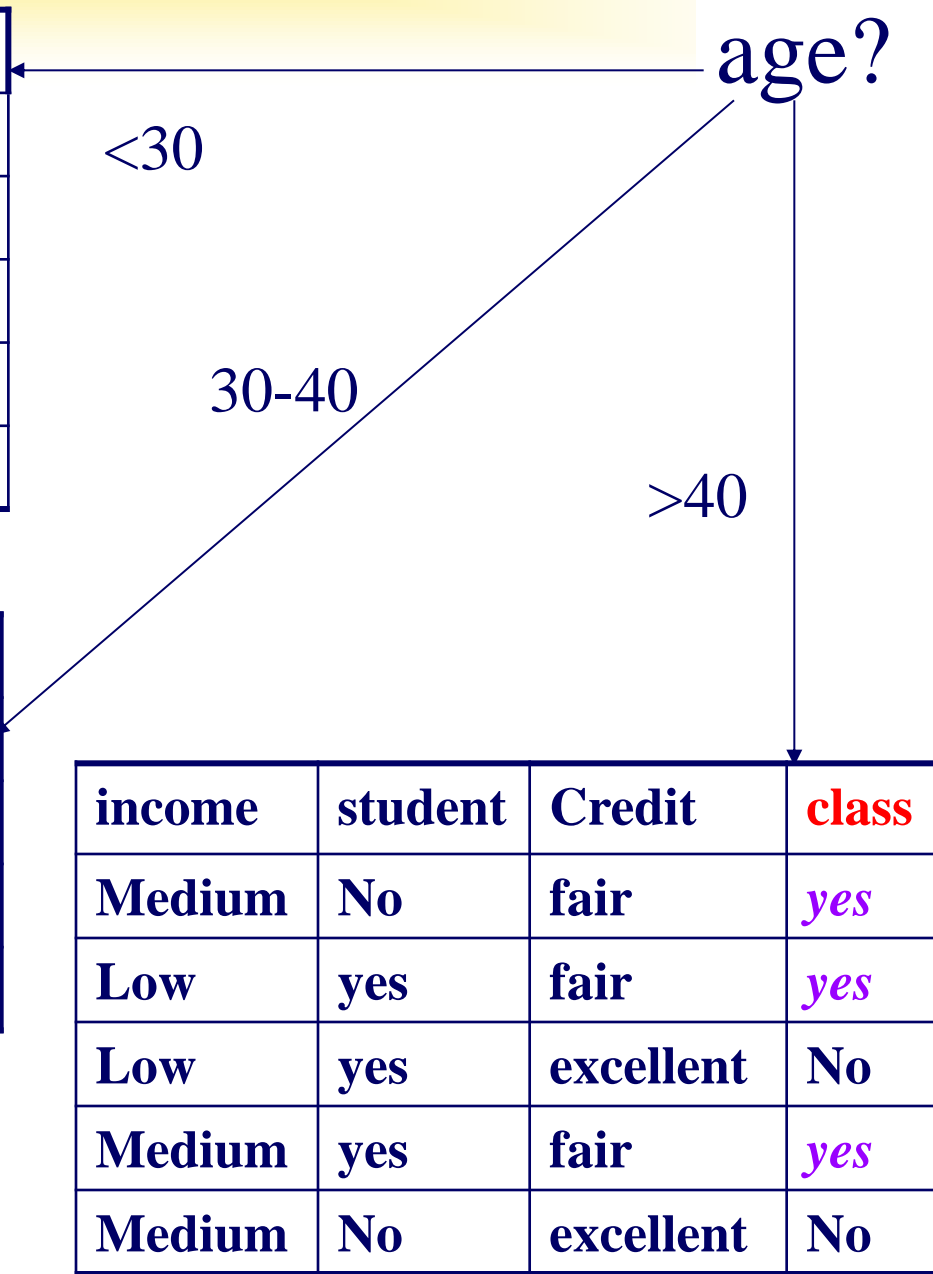 age?
<30
30-40
>40
income student Credit class
Medium No fair yes
Low yes fair yes
Low yes excellent No
Medium yes fair yes
Medium No excellent No